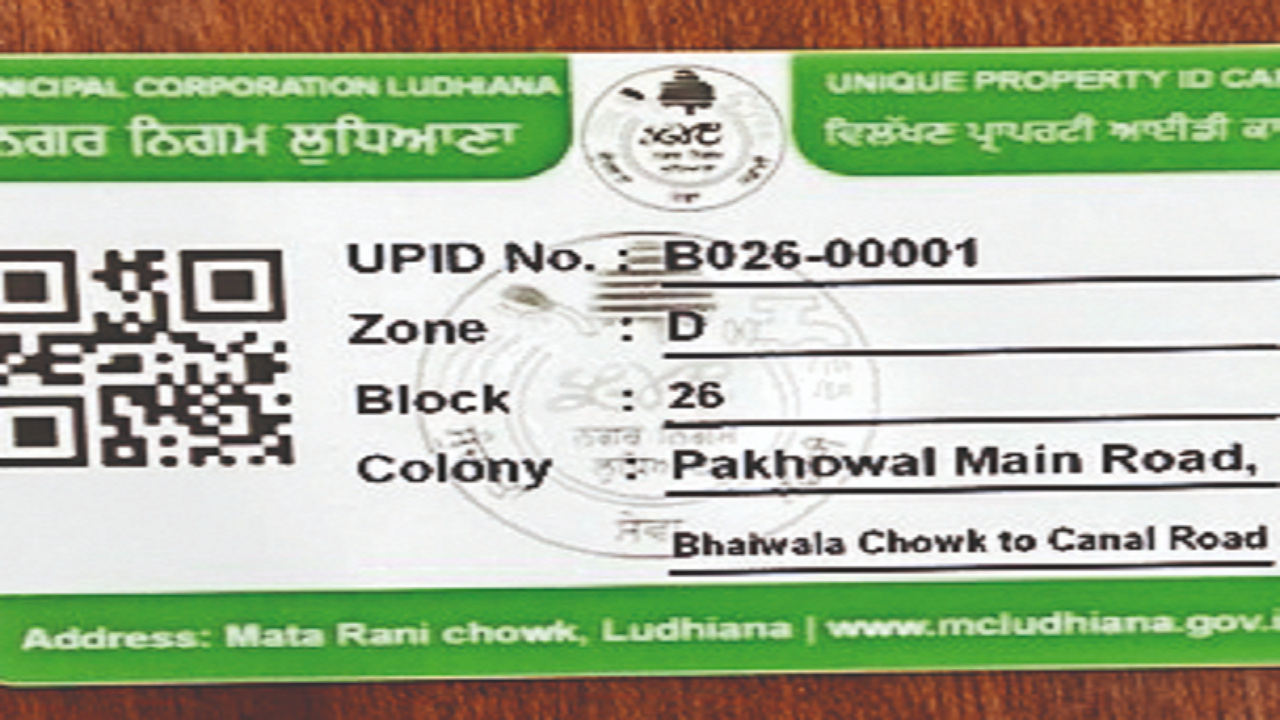 NICIPAL CORPORATION LUDHIANA
ਨਗਰ ਨਿਗਮ ਲੁਧਿਆਣਾ
UNIQUE PROPERTY ID CA
ਵਿਲੱਖਣ ਪ੍ਰਾਪਰਟੀ ਆਈਡੀ ਕਾ
UPID No. : B026-00001
Zone : D
Block : 26
Colony : Pakhowal Main Road,
Bhaiwala Chowk to Canal Road
Address: Mata Rani chowk, Ludhiana | www.mcludhiana.gov.i